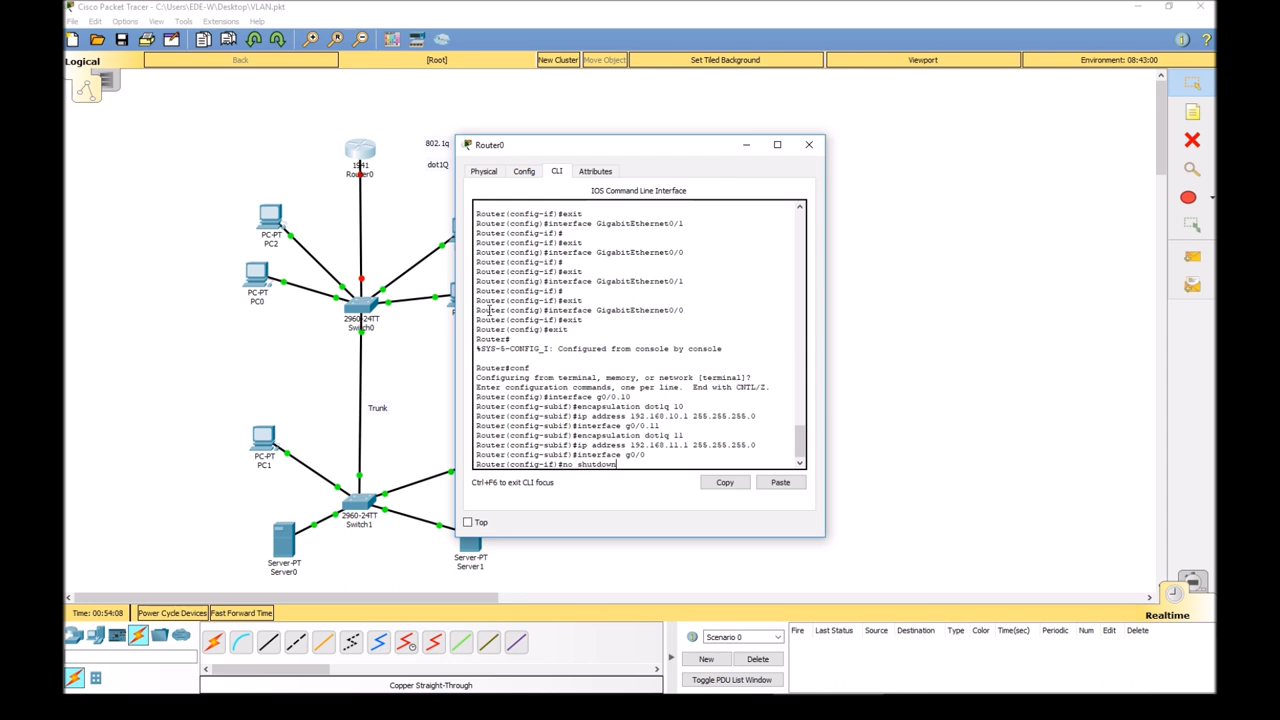 Cisco Packet Tracer - C:\Users\EDE-W\Desktop\VLAN.pkt
File Edit Options View Tools Extensions Help
Logical
Back
[Root]
New Cluster
Move Object
Set Tiled Background
Viewport
Environment: 08:43:00
802.1q
dot1Q
1941
Router0
PC-PT
PC2
PC-PT
PC0
2960-24TT
Switch0
Trunk
PC-PT
PC1
2960-24TT
Switch1
Server-PT
Server0
Server-PT
Server1
Router0
Physical Config CLI Attributes
IOS Command Line Interface
Router(config-if)#exit
Router(config)#interface GigabitEthernet0/1
Router(config-if)#
Router(config-if)#exit
Router(config)#interface GigabitEthernet0/0
Router(config-if)#
Router(config-if)#exit
Router(config)#interface GigabitEthernet0/1
Router(config-if)#
Router(config-if)#exit
Router(config)#interface GigabitEthernet0/0
Router(config-if)#exit
Router(config)#exit
Router#
%SYS-5-CONFIG_I: Configured from console by console
Router#conf
Configuring from terminal, memory, or network [terminal]?
Enter configuration commands, one per line. End with CNTL/Z.
Router(config)#interface g0/0.10
Router(config-subif)#encapsulation dot1q 10
Router(config-subif)#ip address 192.168.10.1 255.255.255.0
Router(config-subif)#interface g0/0.11
Router(config-subif)#encapsulation dot1q 11
Router(config-subif)#ip address 192.168.11.1 255.255.255.0
Router(config-subif)#interface g0/0
Router(config-if)#no shutdown
Ctrl+F6 to exit CLI focus
Copy
Paste
Top
Time: 00:54:08
Power Cycle Devices
Fast Forward Time
Realtime
Copper Straight-Through
Scenario 0
New
Delete
Toggle PDU List Window
Fire Last Status Source Destination Type Color Time(sec) Periodic Num Edit Delete